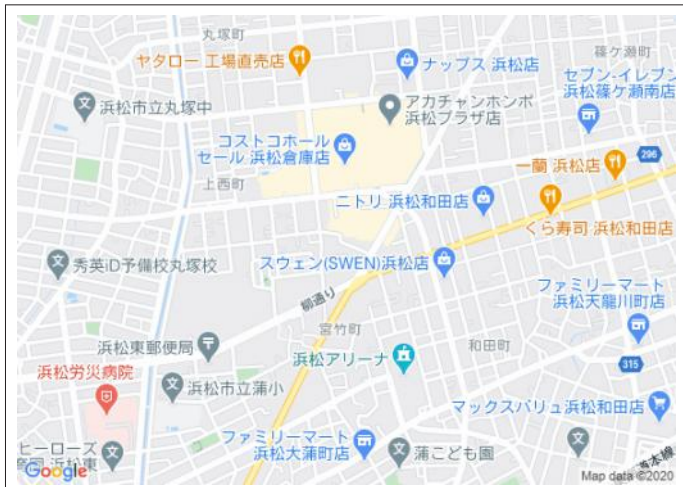 丸塚町
ヤタロー 工場直売店
ナップス 浜松店
篠ケ瀬町
セブン-イレブン
浜松篠ケ瀬南店
浜松市立丸塚中
アカチャンホンポ
浜松プラザ店
コストコホール
セール 浜松倉庫店
296
一蘭 浜松店
上西町
ニトリ 浜松和田店
くら寿司 浜松和田店
秀英iD予備校丸塚校
スウェン(SWEN)浜松店
ファミリーマート
浜松天龍川町店
柳通り
宮竹町
浜松東郵便局
浜松アリーナ
和田町
315
浜松労災病院
浜松市立蒲小
マックスバリュ浜松和田店
ファミリーマート
浜松大蒲町店
ヒーローズ
浜松東
蒲こども園
本線
Google
Map data ©2020